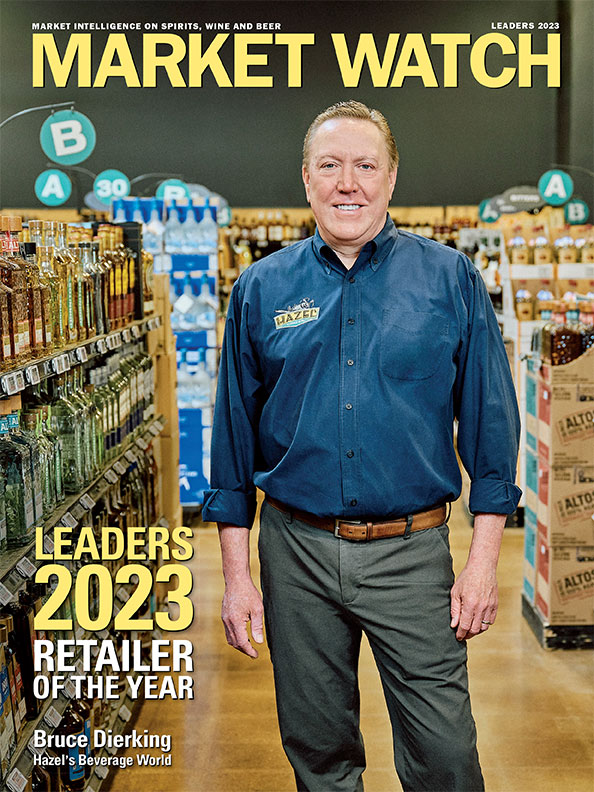 MARKET INTELLIGENCE ON SPIRITS, WINE AND BEER
LEADERS 2023
MARKET WATCH
B
A
30
B
A
B
HAZEL
ALTOS
ALTOS
ALTOS
LEADERS
2023
RETAILER
OF THE YEAR
Bruce Dierking
Hazel's Beverage World